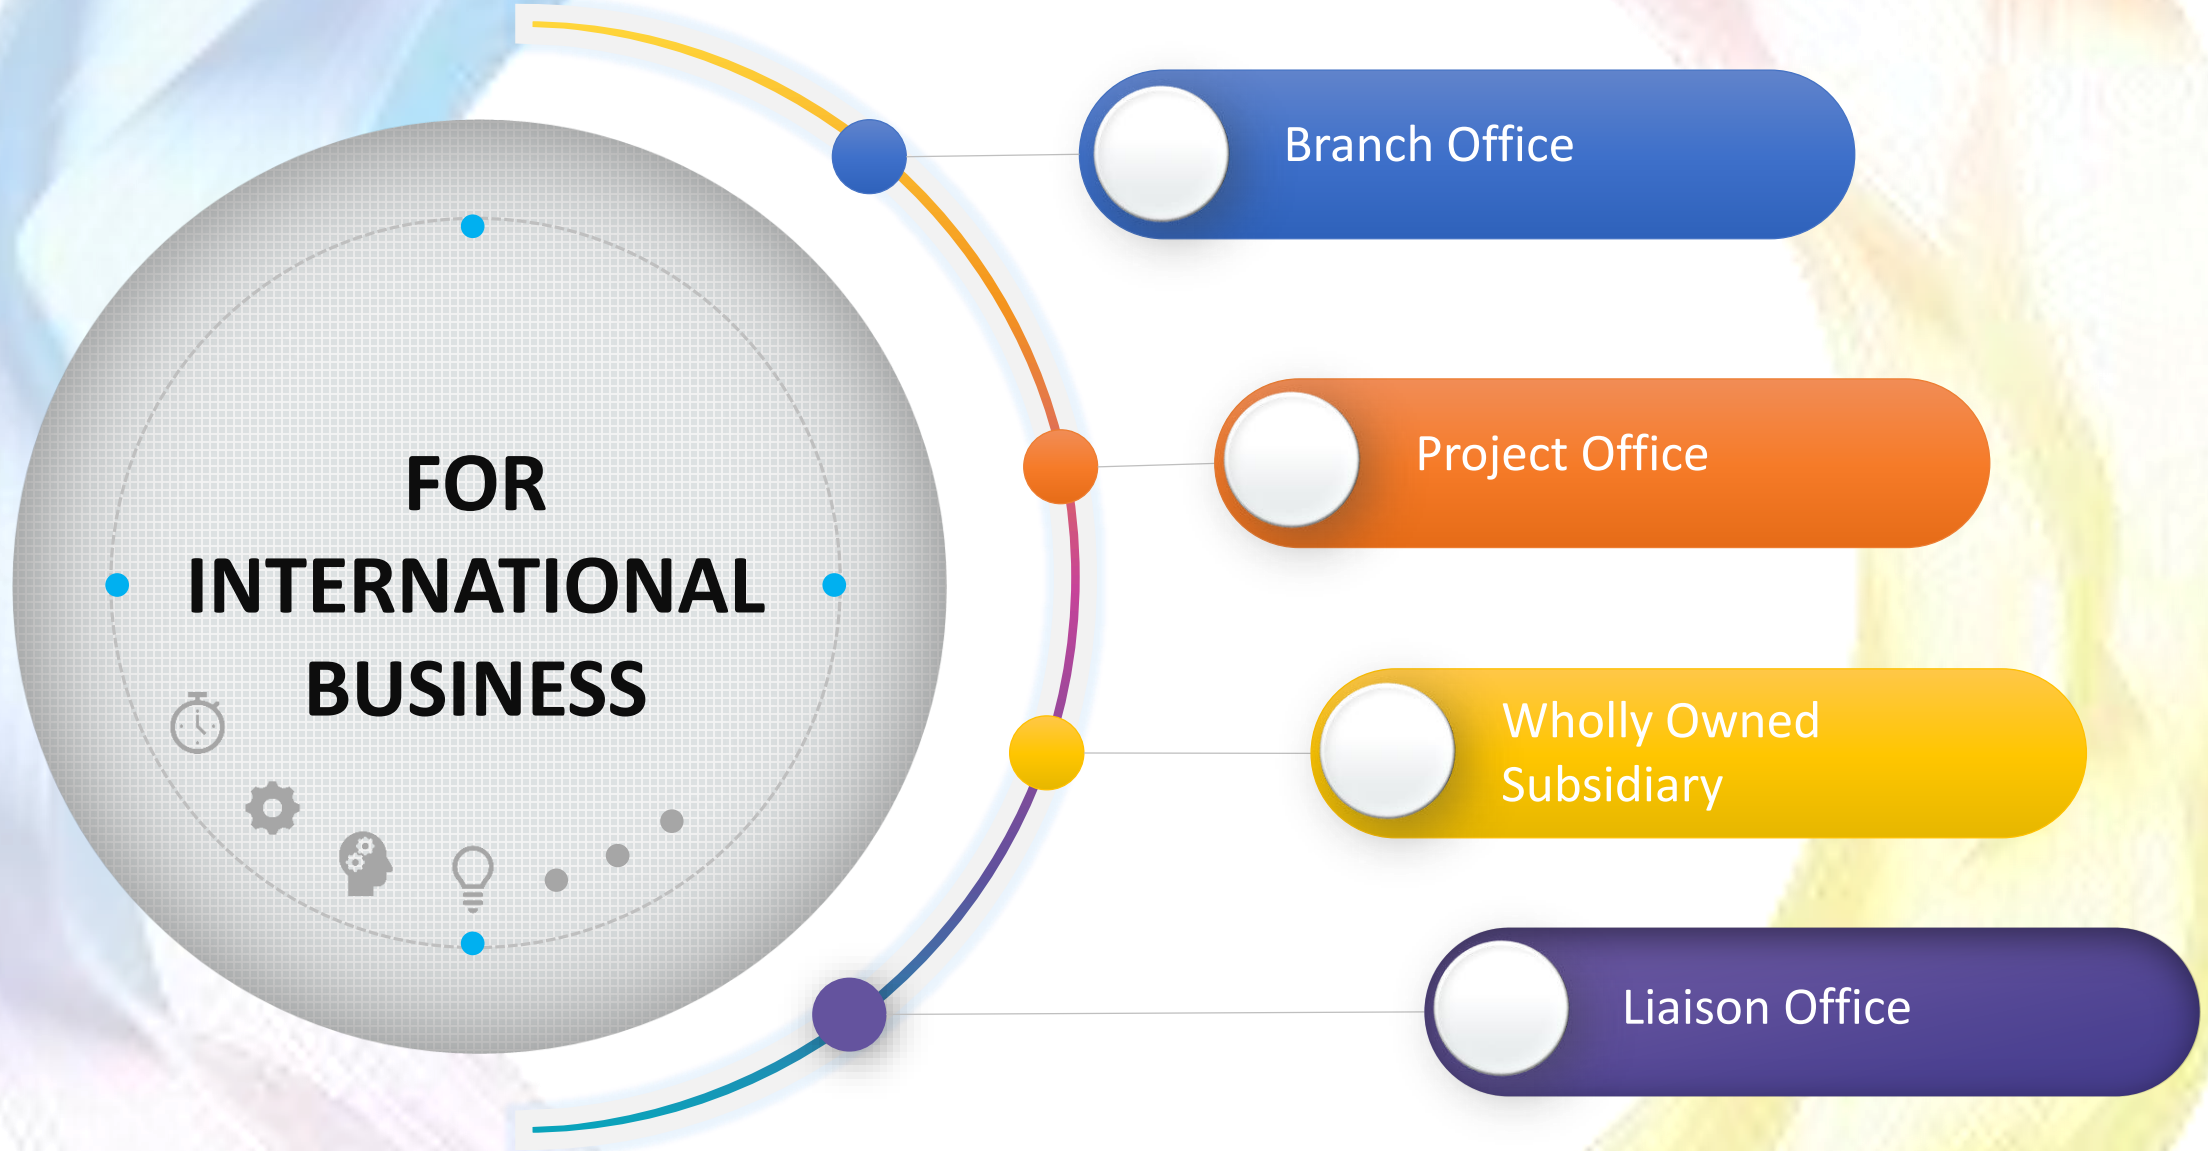 FOR
INTERNATIONAL
BUSINESS
Branch Office
Project Office
Wholly Owned
Subsidiary
Liaison Office